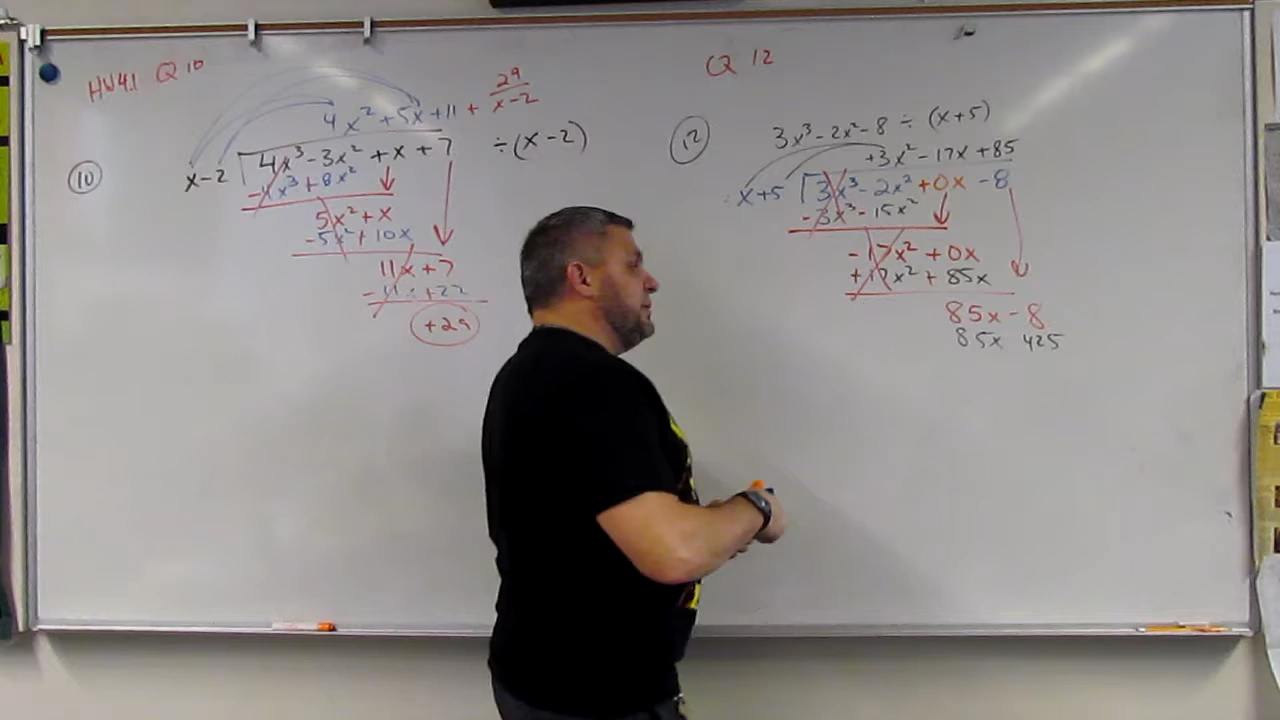 HW4.1 Q 10
29
4x² + 5x + 11 + x - 2
10
x-2 4x³ - 3x² + x + 7 ÷ (x - 2)
-4x³ + 8x²
5x² + x
-5x² + 10x
11x + 7
-11x + 22
+29
Q 12
12
3x³ - 2x² - 8 ÷ (x + 5)
+3x² - 17x + 85
x+5 3x³ - 2x² + 0x - 8
-3x³ - 15x²
-17x² + 0x
+17x² + 85x
85x - 8
85x 425